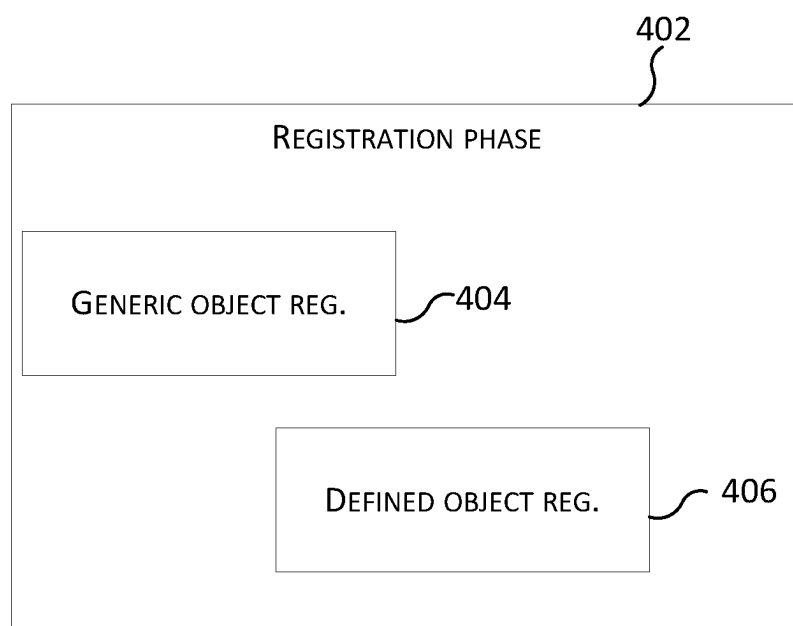 402
REGISTRATION PHASE
GENERIC OBJECT REG.
404
DEFINED OBJECT REG.
406